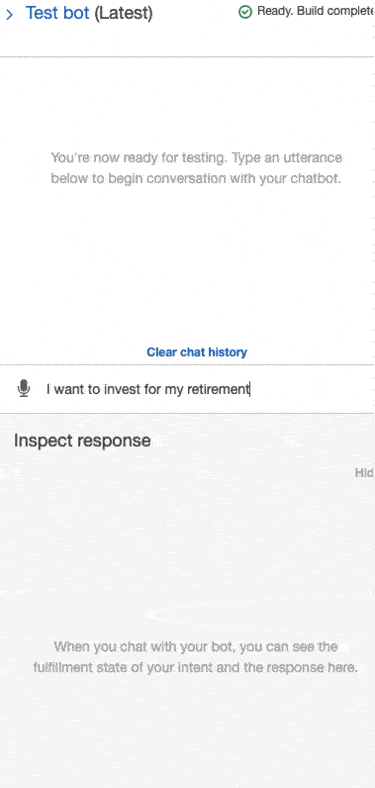 Test bot (Latest)
Ready. Build complete
You're now ready for testing. Type an utterance
below to begin conversation with your chatbot.
Clear chat history
I want to invest for my retirement
Inspect response
Hid
When you chat with your bot, you can see the
fulfillment state of your intent and the response here.